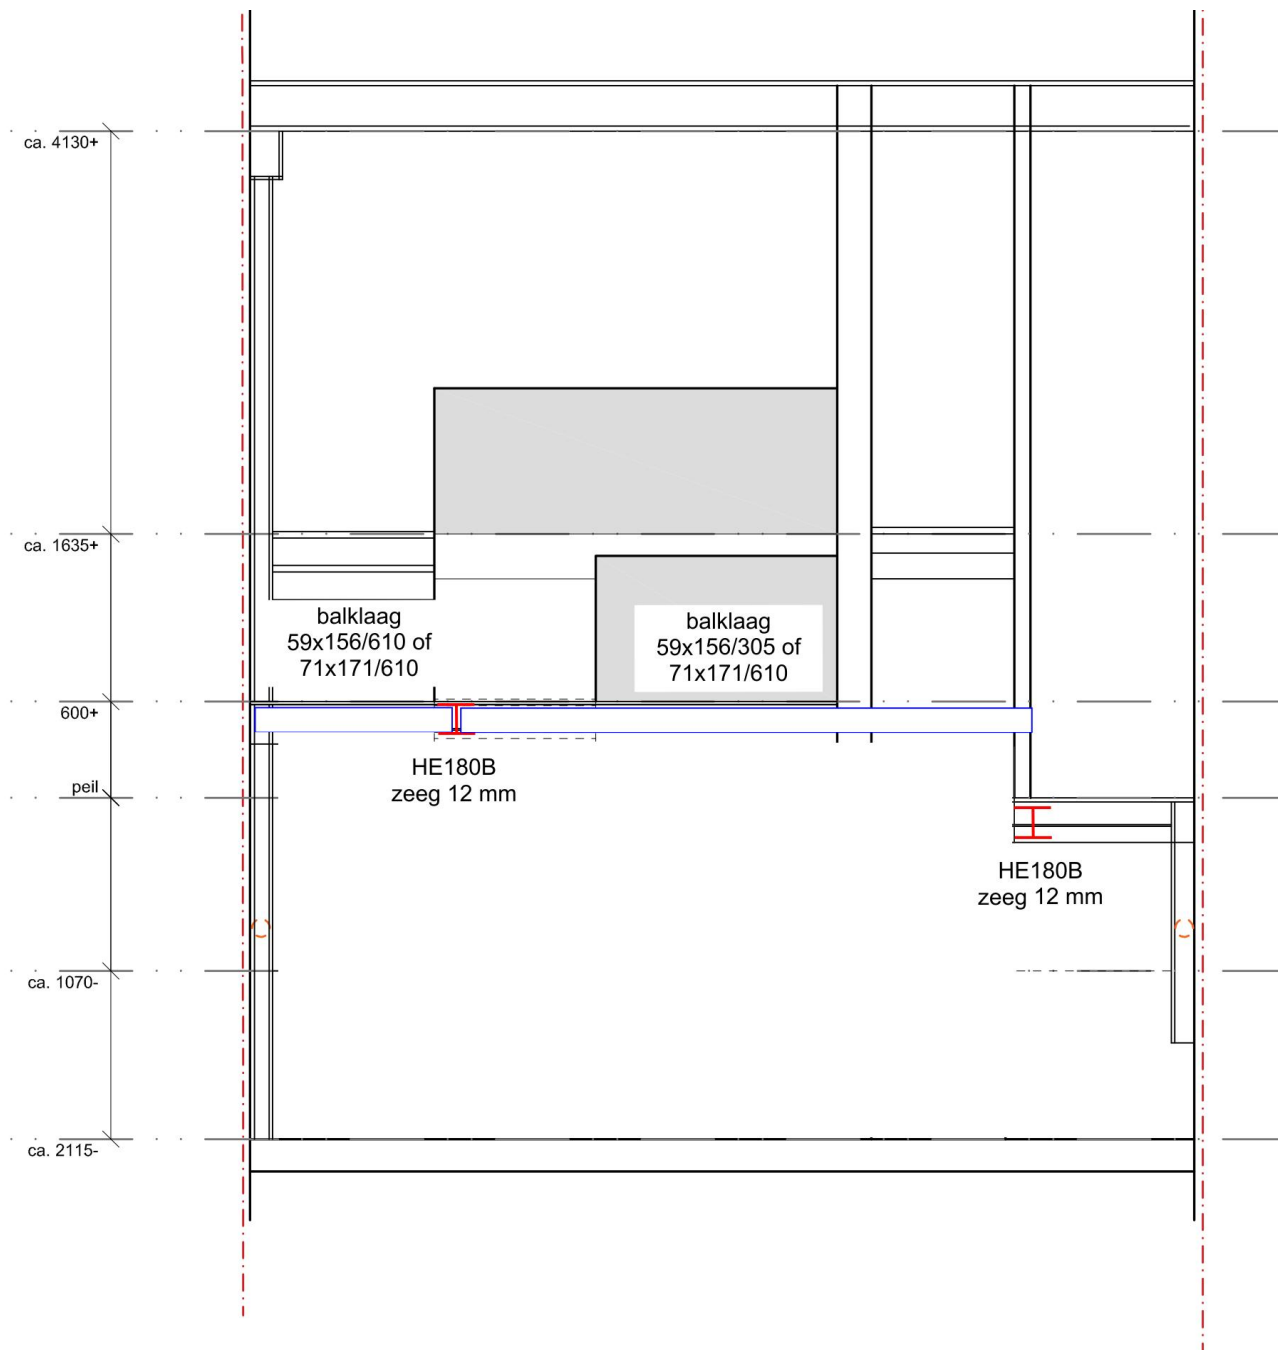 ca. 4130+
ca. 1635+
balklaag
59x156/610 of
71x171/610
balklaag
59x156/305 of
71x171/610
600+
HE180B
zeeg 12 mm
peil
HE180B
zeeg 12 mm
ca. 1070-
ca. 2115-